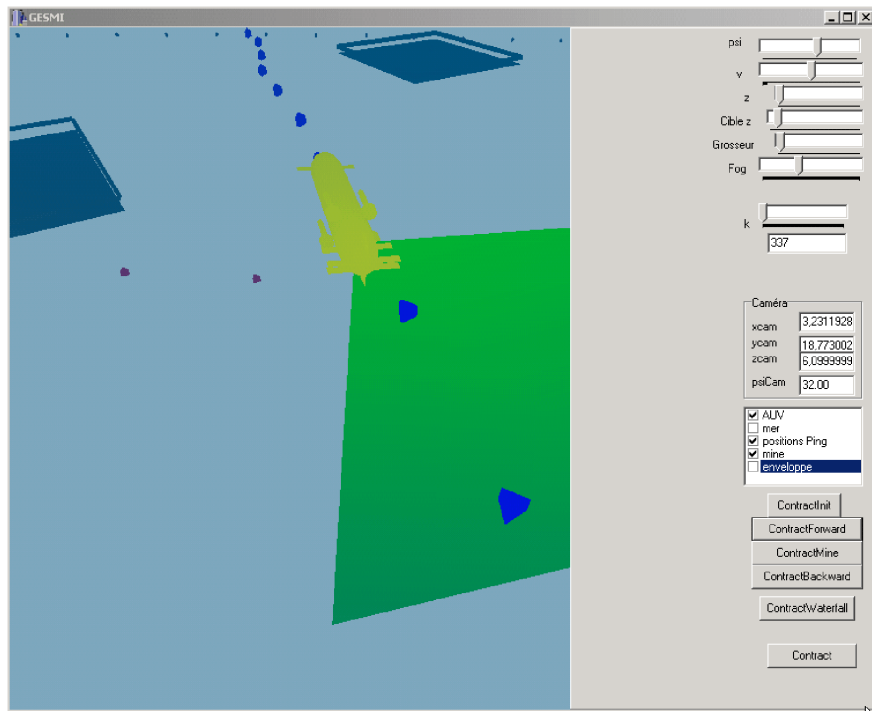 GESMI
psi
v
z
Cible z
Grosseur
Fog
k
337
Caméra
xcam 3,2311928
ycam 18,773002
zcam 6,0999999
psiCam 32.00
AUV
mer
positions Ping
mine
enveloppe
ContractInit
ContractForward
ContractMine
ContractBackward
ContractWaterfall
Contract